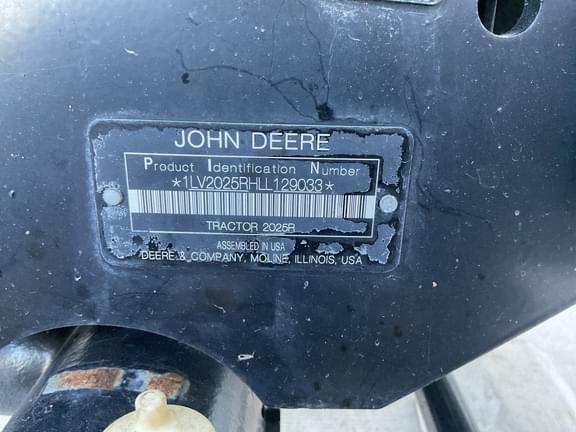 JOHN DEERE
Product Identification Number
*1LV2025RHLL129033*
TRACTOR 2025R
ASSEMBLED IN USA
DEERE & COMPANY, MOLINE, ILLINOIS, USA